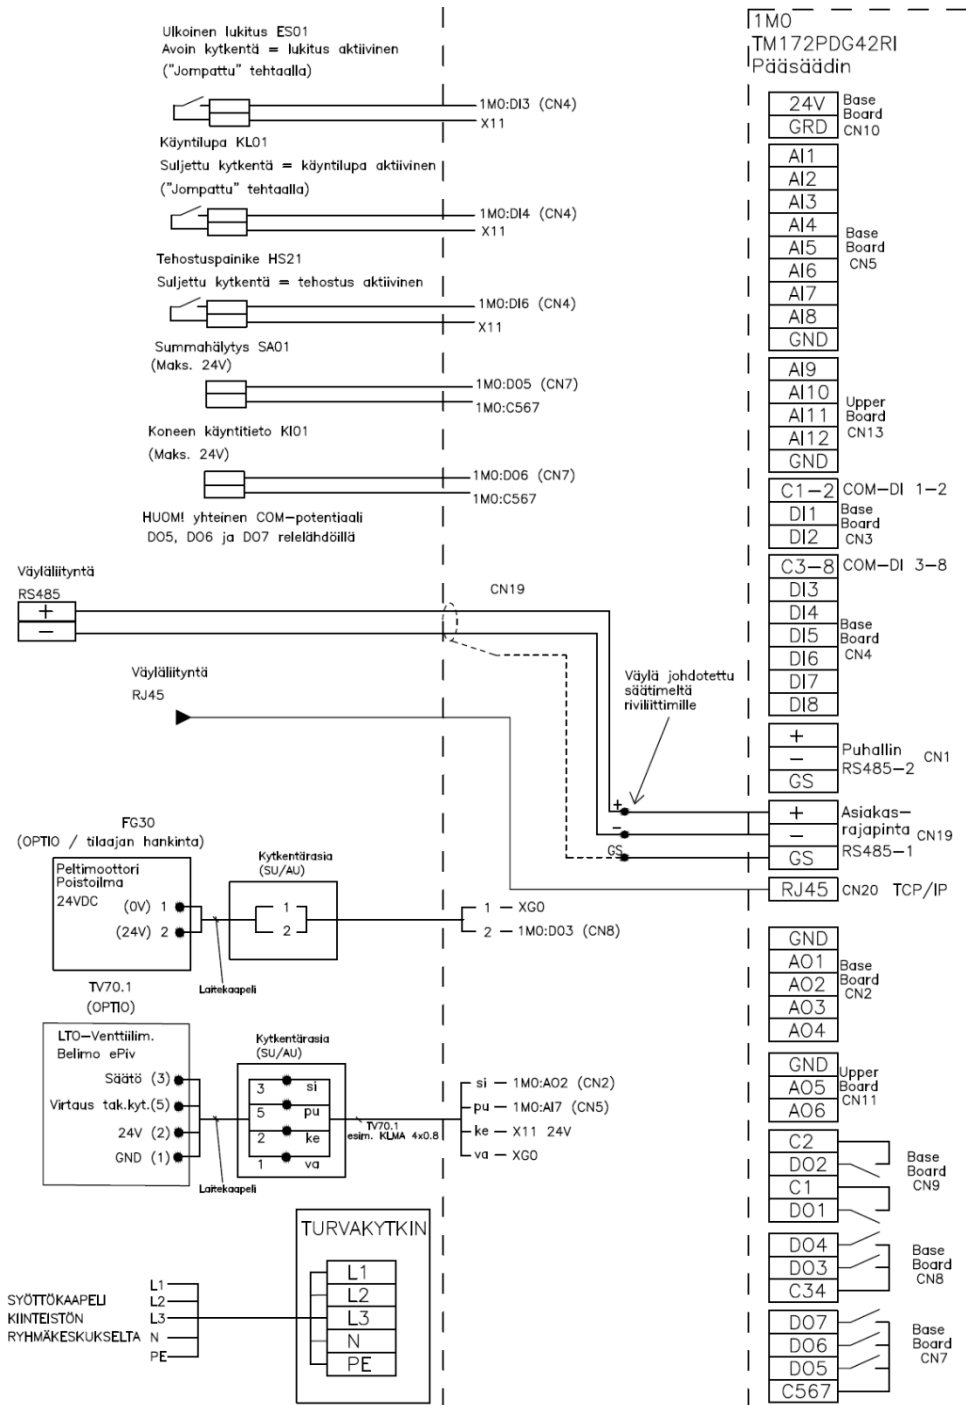 Ulkoinen lukitus ES01
Avoin kytkentä = lukitus aktiivinen
("Jompattu" tehtaalla)
1M0:DI3 (CN4)
X11
Käyntilupa KL01
Suljettu kytkentä = käyntilupa aktiivinen
("Jompattu" tehtaalla)
1M0:DI4 (CN4)
X11
Tehostuspainike HS21
Suljettu kytkentä = tehostus aktiivinen
1M0:DI6 (CN4)
X11
Summahälytys SA01
(Maks. 24V)
1M0:DO5 (CN7)
1M0:C567
Koneen käyntitieto KI01
(Maks. 24V)
1M0:DO6 (CN7)
1M0:C567
HUOM! yhteinen COM-potentiaali
DO5, DO6 ja DO7 relelähdöillä
Väyläliityntä
RS485
+
−
CN19
Väyläliityntä
RJ45
Väylä johdotettu
säätimeltä
riviliittimille
+
−
GS
FG30
(OPTIO / tilaajan hankinta)
Peltimoottori
Poistoilma
24VDC
(0V) 1
(24V) 2
Laitekaapeli
Kytkentärasia
(SU/AU)
1
2
1 − XG0
2 − 1M0:DO3 (CN8)
TV70.1
(OPTIO)
LTO-Venttiilim.
Belimo ePiv
Säätö (3)
Virtaus tak.kyt.(5)
24V (2)
GND (1)
Laitekaapeli
Kytkentärasia
(SU/AU)
3 si
5 pu
2 ke
1 va
TV70.1
esim. KLMA 4x0.8
si − 1M0:AO2 (CN2)
pu − 1M0:AI7 (CN5)
ke − X11 24V
va − XG0
TURVAKYTKIN
L1
L2
L3
N
PE
SYÖTTÖKAAPELI
KIINTEISTÖN
RYHMÄKESKUKSELTA
L1
L2
L3
N
PE
1M0
TM172PDG42RI
Pääsäädin
24V
GRD
Base
Board
CN10
AI1
AI2
AI3
AI4
AI5
AI6
AI7
AI8
GND
Base
Board
CN5
AI9
AI10
AI11
AI12
GND
Upper
Board
CN13
C1-2 COM-DI 1-2
DI1
DI2
Base
Board
CN3
C3-8 COM-DI 3-8
DI3
DI4
DI5
DI6
DI7
DI8
Base
Board
CN4
+
−
GS
Puhallin
RS485-2 CN1
+
−
GS
Asiakas-
rajapinta CN19
RS485-1
RJ45 CN20 TCP/IP
GND
AO1
AO2
AO3
AO4
Base
Board
CN2
GND
AO5
AO6
Upper
Board
CN11
C2
DO2
C1
DO1
Base
Board
CN9
DO4
DO3
C34
Base
Board
CN8
DO7
DO6
DO5
C567
Base
Board
CN7